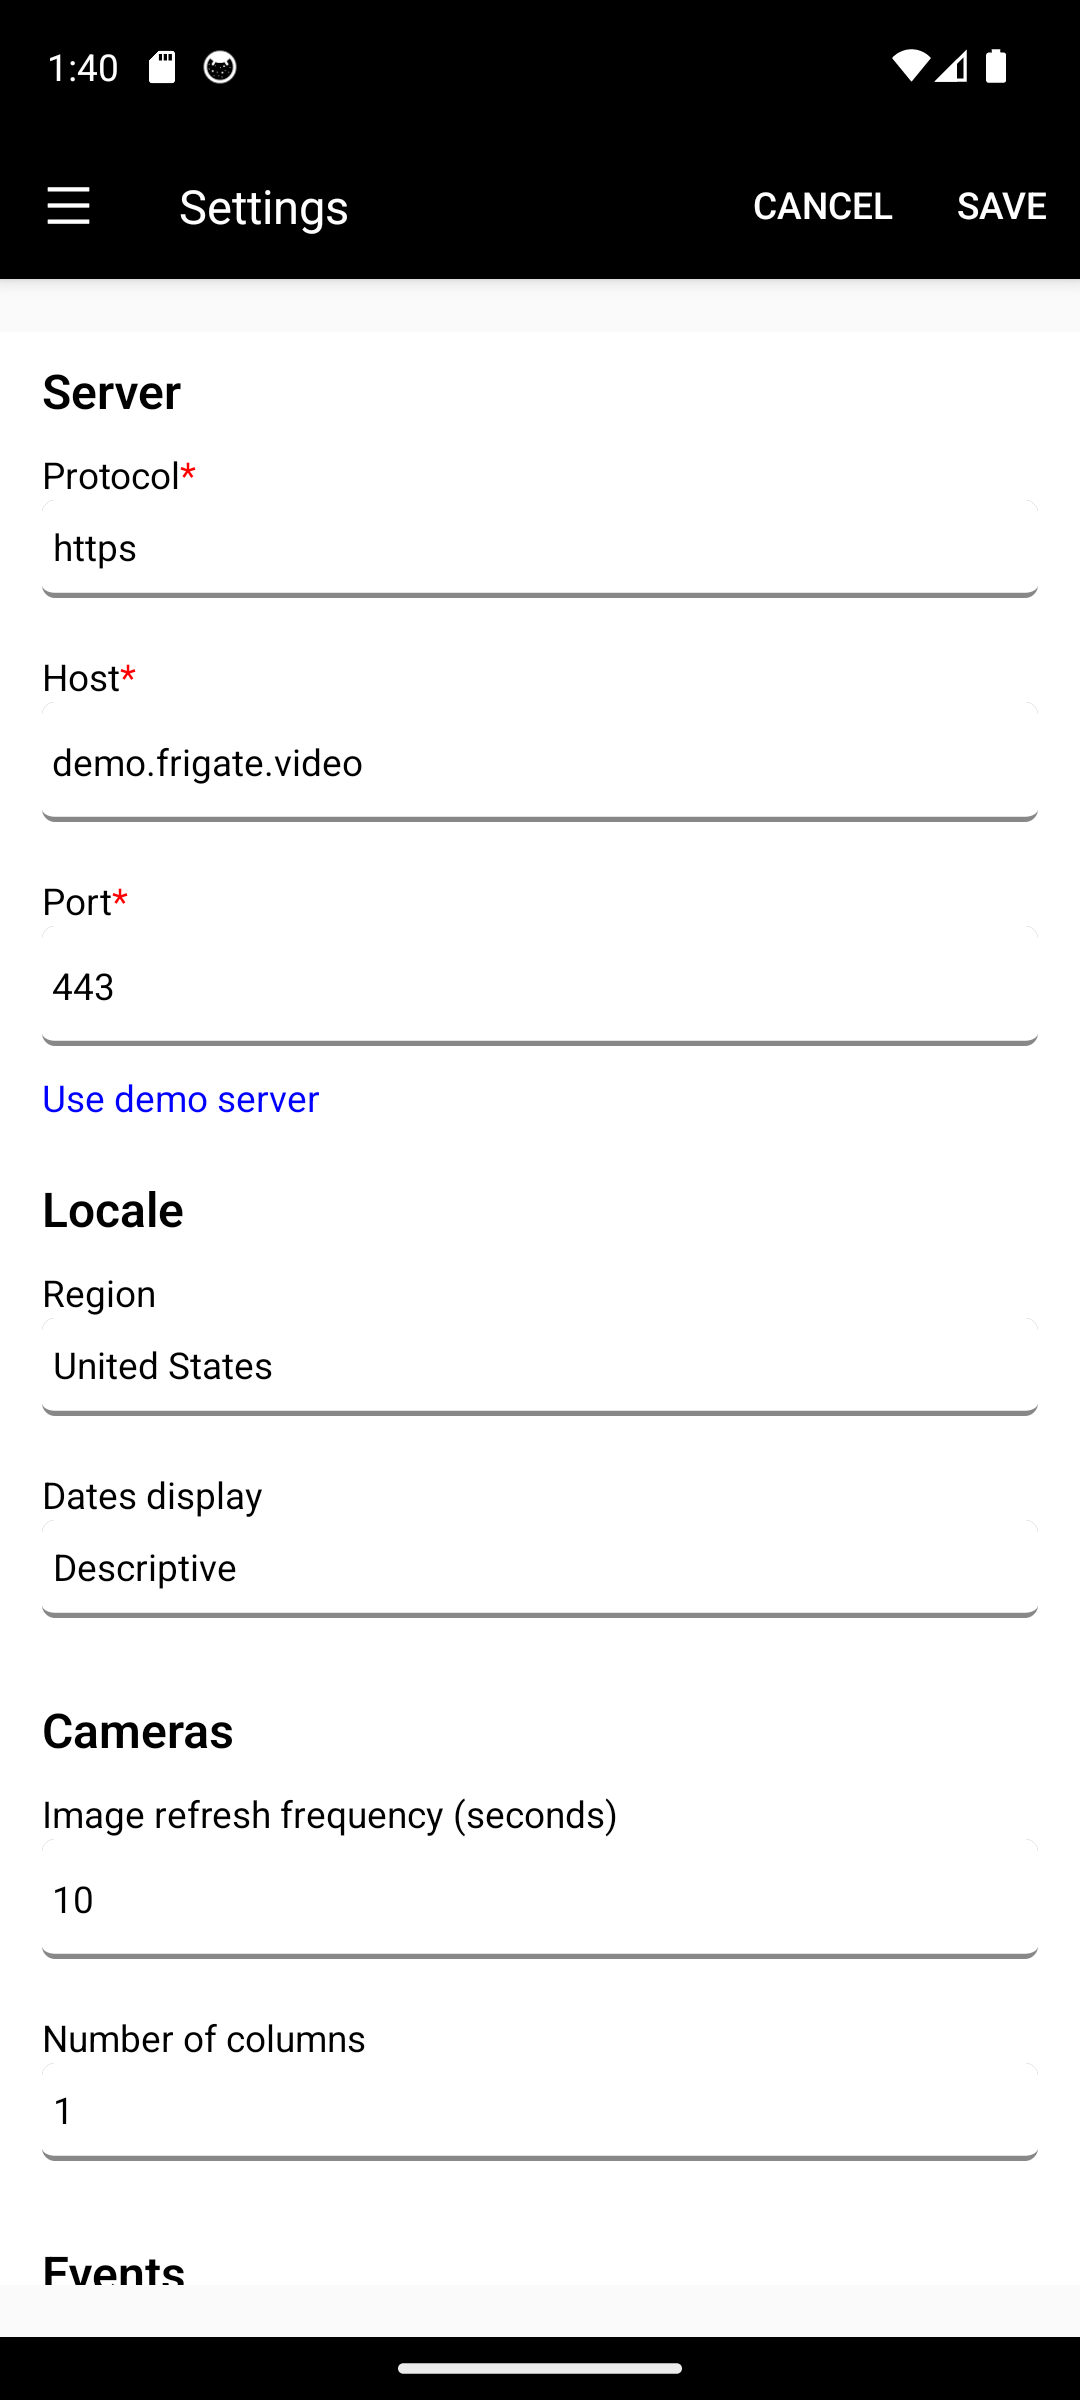 1:40
Settings
CANCEL
SAVE
Server
Protocol*
https
Host*
demo.frigate.video
Port*
443
Use demo server
Locale
Region
United States
Dates display
Descriptive
Cameras
Image refresh frequency (seconds)
10
Number of columns
1
Events